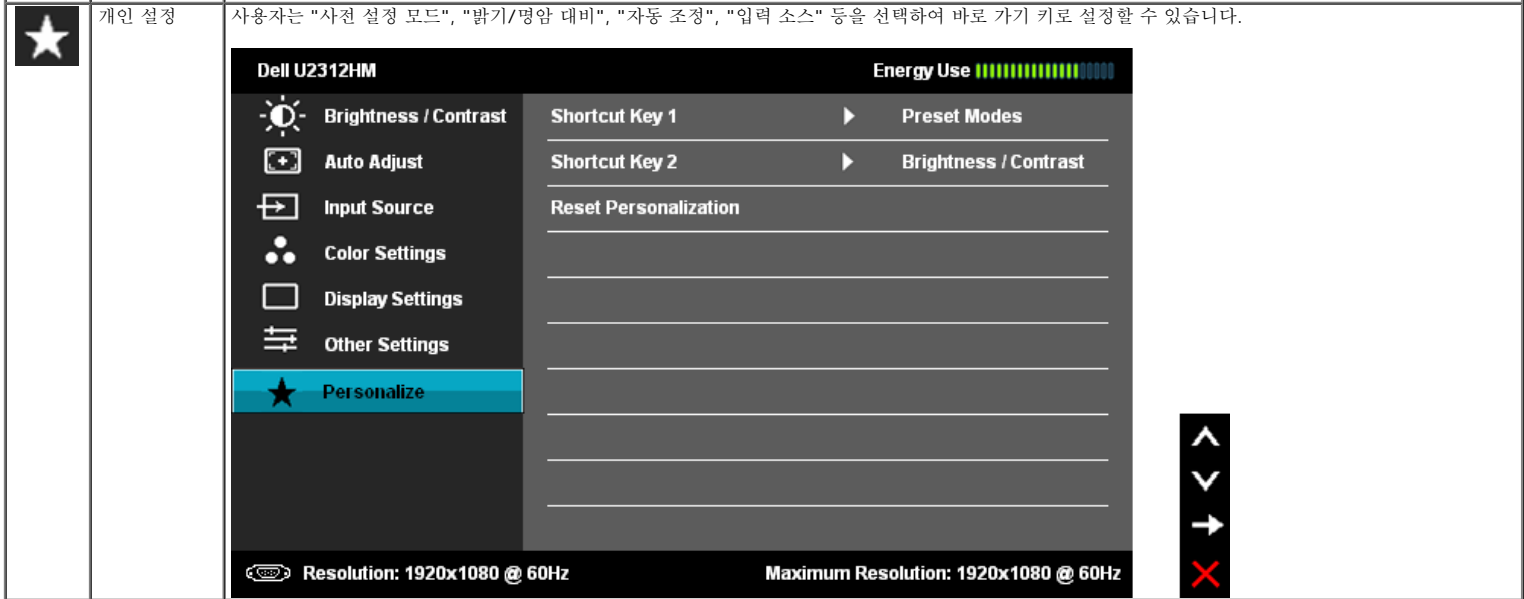 개인 설정
사용자는 "사전 설정 모드", "밝기/명암 대비", "자동 조정", "입력 소스" 등을 선택하여 바로 가기 키로 설정할 수 있습니다.
Dell U2312HM
Energy Use
Brightness / Contrast
Auto Adjust
Input Source
Color Settings
Display Settings
Other Settings
Personalize
Shortcut Key 1
Preset Modes
Shortcut Key 2
Brightness / Contrast
Reset Personalization
Resolution: 1920x1080 @ 60Hz
Maximum Resolution: 1920x1080 @ 60Hz